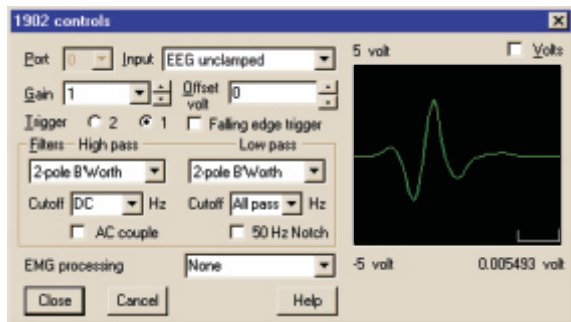 1902 controls
Port 0 Input EEG unclamped
Gain 1 Offset volt 0
Trigger 2 1 Falling edge trigger
Filters High pass Low pass
2-pole B'Worth 2-pole B'Worth
Cutoff DC Hz Cutoff All pass Hz
AC couple 50 Hz Notch
EMG processing None
Close Cancel Help
5 volt Volts
-5 volt 0.005493 volt